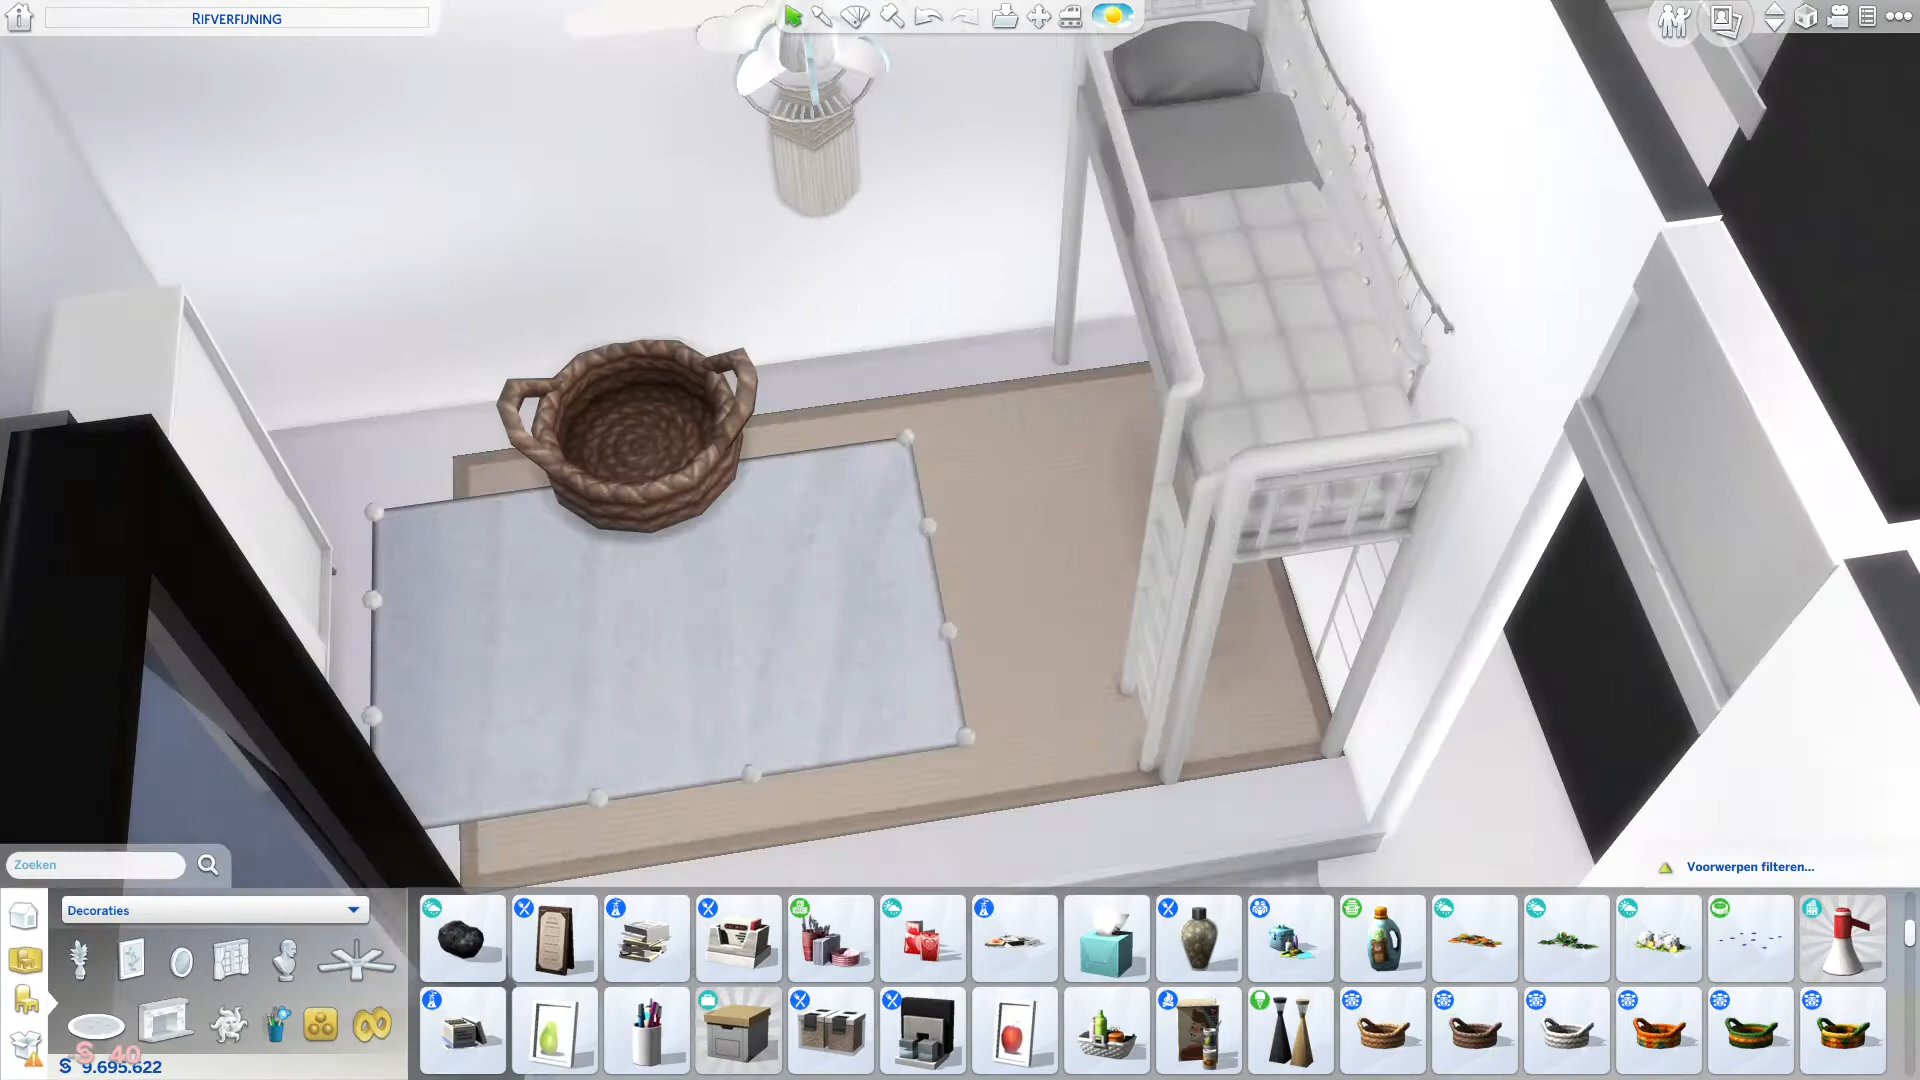 Rifverfijning
Voorwerpen filteren...
Zoeken
Decoraties
§ 40
§ 9.695.622